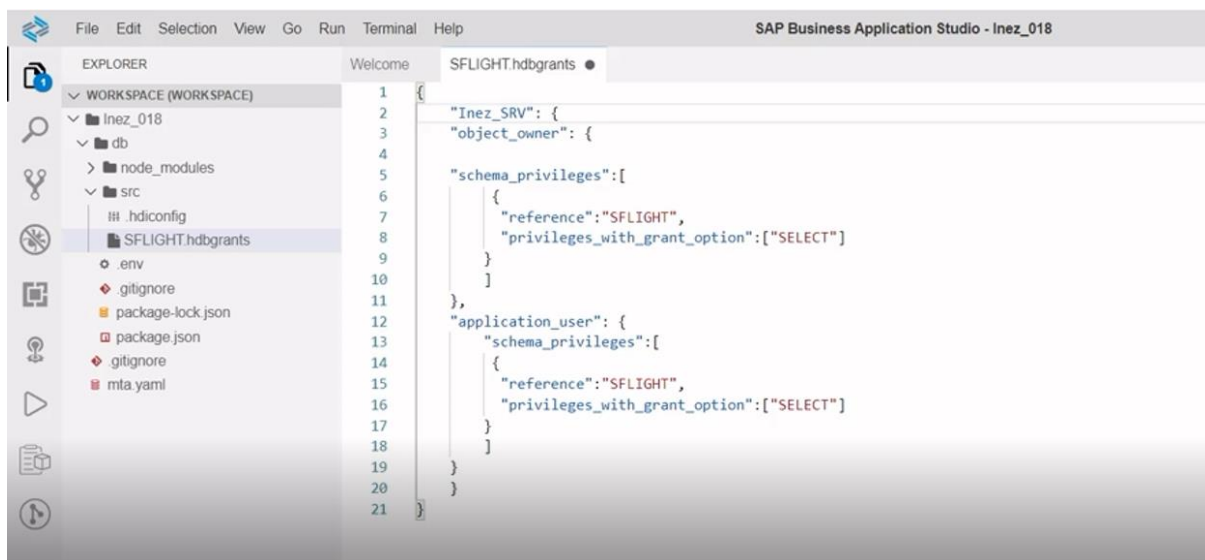 File Edit Selection View Go Run Terminal Help
SAP Business Application Studio - Inez_018
EXPLORER
WORKSPACE (WORKSPACE)
Inez_018
db
node_modules
src
.hdiconfig
SFLIGHT.hdbgrants
.env
.gitignore
package-lock.json
package.json
.gitignore
mta.yaml
1
Welcome
SFLIGHT.hdbgrants
1 {
2 "Inez_SRV": {
3 "object_owner": {
4
5 "schema_privileges":[
6 {
7 "reference":"SFLIGHT",
8 "privileges_with_grant_option":["SELECT"]
9 }
10 ]
11 },
12 "application_user": {
13 "schema_privileges":[
14 {
15 "reference":"SFLIGHT",
16 "privileges_with_grant_option":["SELECT"]
17 }
18 ]
19 }
20 }
21 }